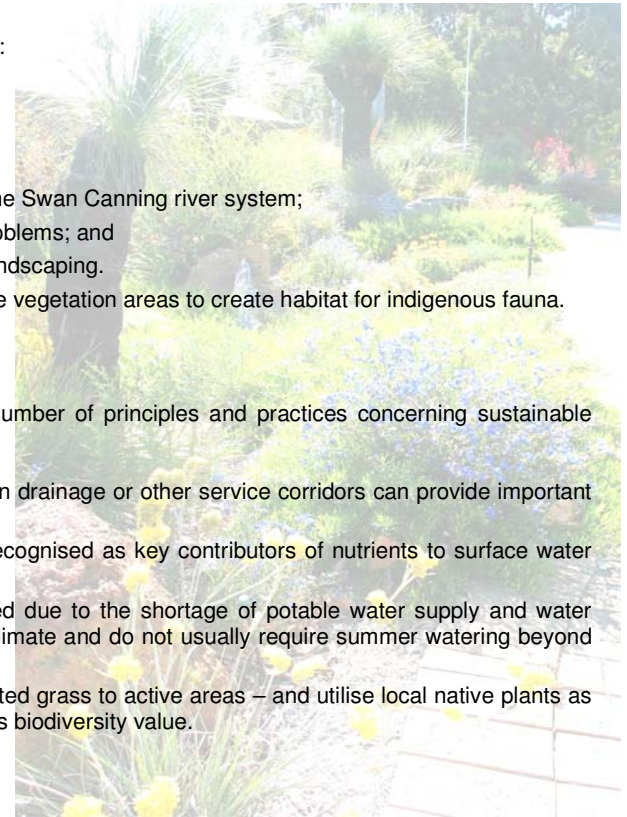 :
ne Swan Canning river system;
oblems; and
ndscaping.
e vegetation areas to create habitat for indigenous fauna.
umber of principles and practices concerning sustainable
n drainage or other service corridors can provide important
ecognised as key contributors of nutrients to surface water
ed due to the shortage of potable water supply and water
limate and do not usually require summer watering beyond
ted grass to active areas – and utilise local native plants as
s biodiversity value.